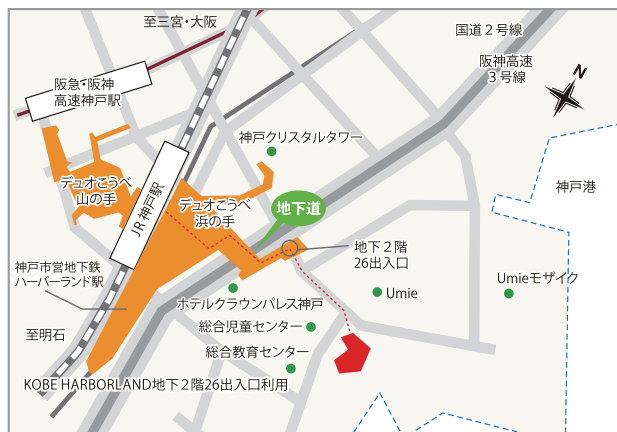 至三宮・大阪
国道２号線
阪神高速
３号線
N
阪急・阪神
高速神戸駅
神戸クリスタルタワー
デュオこうべ
山の手
JR 神戸駅
デュオこうべ
浜の手
地下道
神戸港
地下２階
26出入口
神戸市営地下鉄
ハーバーランド駅
Umieモザイク
Umie
ホテルクラウンパレス神戸
総合児童センター
至明石
総合教育センター
KOBE HARBORLAND地下２階26出入口利用